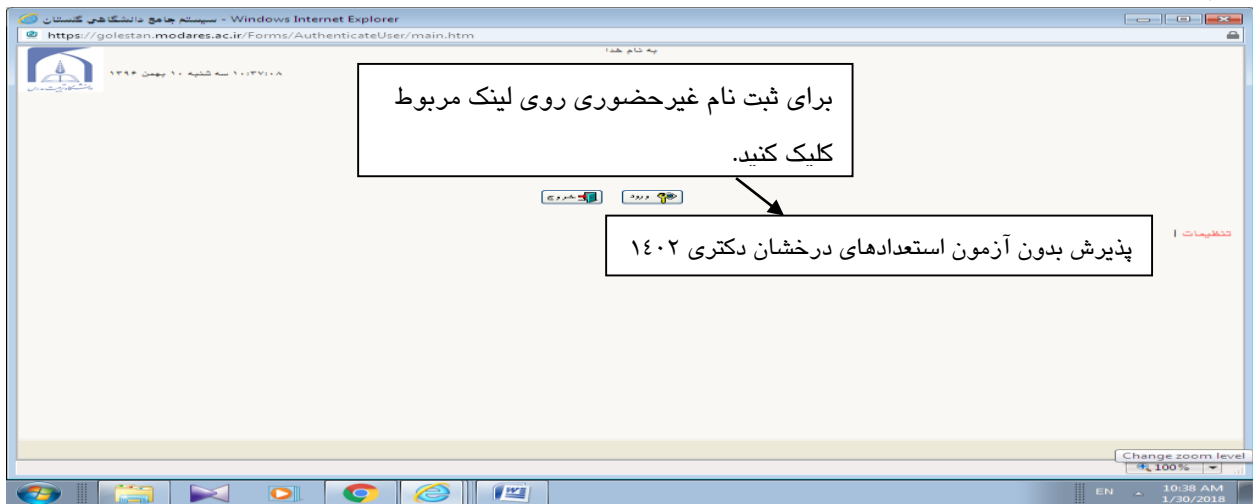 سیستم جامع دانشگاهی گلستان - Windows Internet Explorer
https://golestan.modares.ac.ir/Forms/AuthenticateUser/main.htm
به نام خدا
۱۰:۳۷:۰۸ سه شنبه ۱۰ بهمن ۱۳۹۶
برای ثبت نام غیرحضوری روی لینک مربوط
کلیک کنید.
ورود
خروج
تنظیمات |
پذیرش بدون آزمون استعدادهای درخشان دکتری ۱٤۰۲
Change zoom level
100%
EN
10:38 AM
1/30/2018